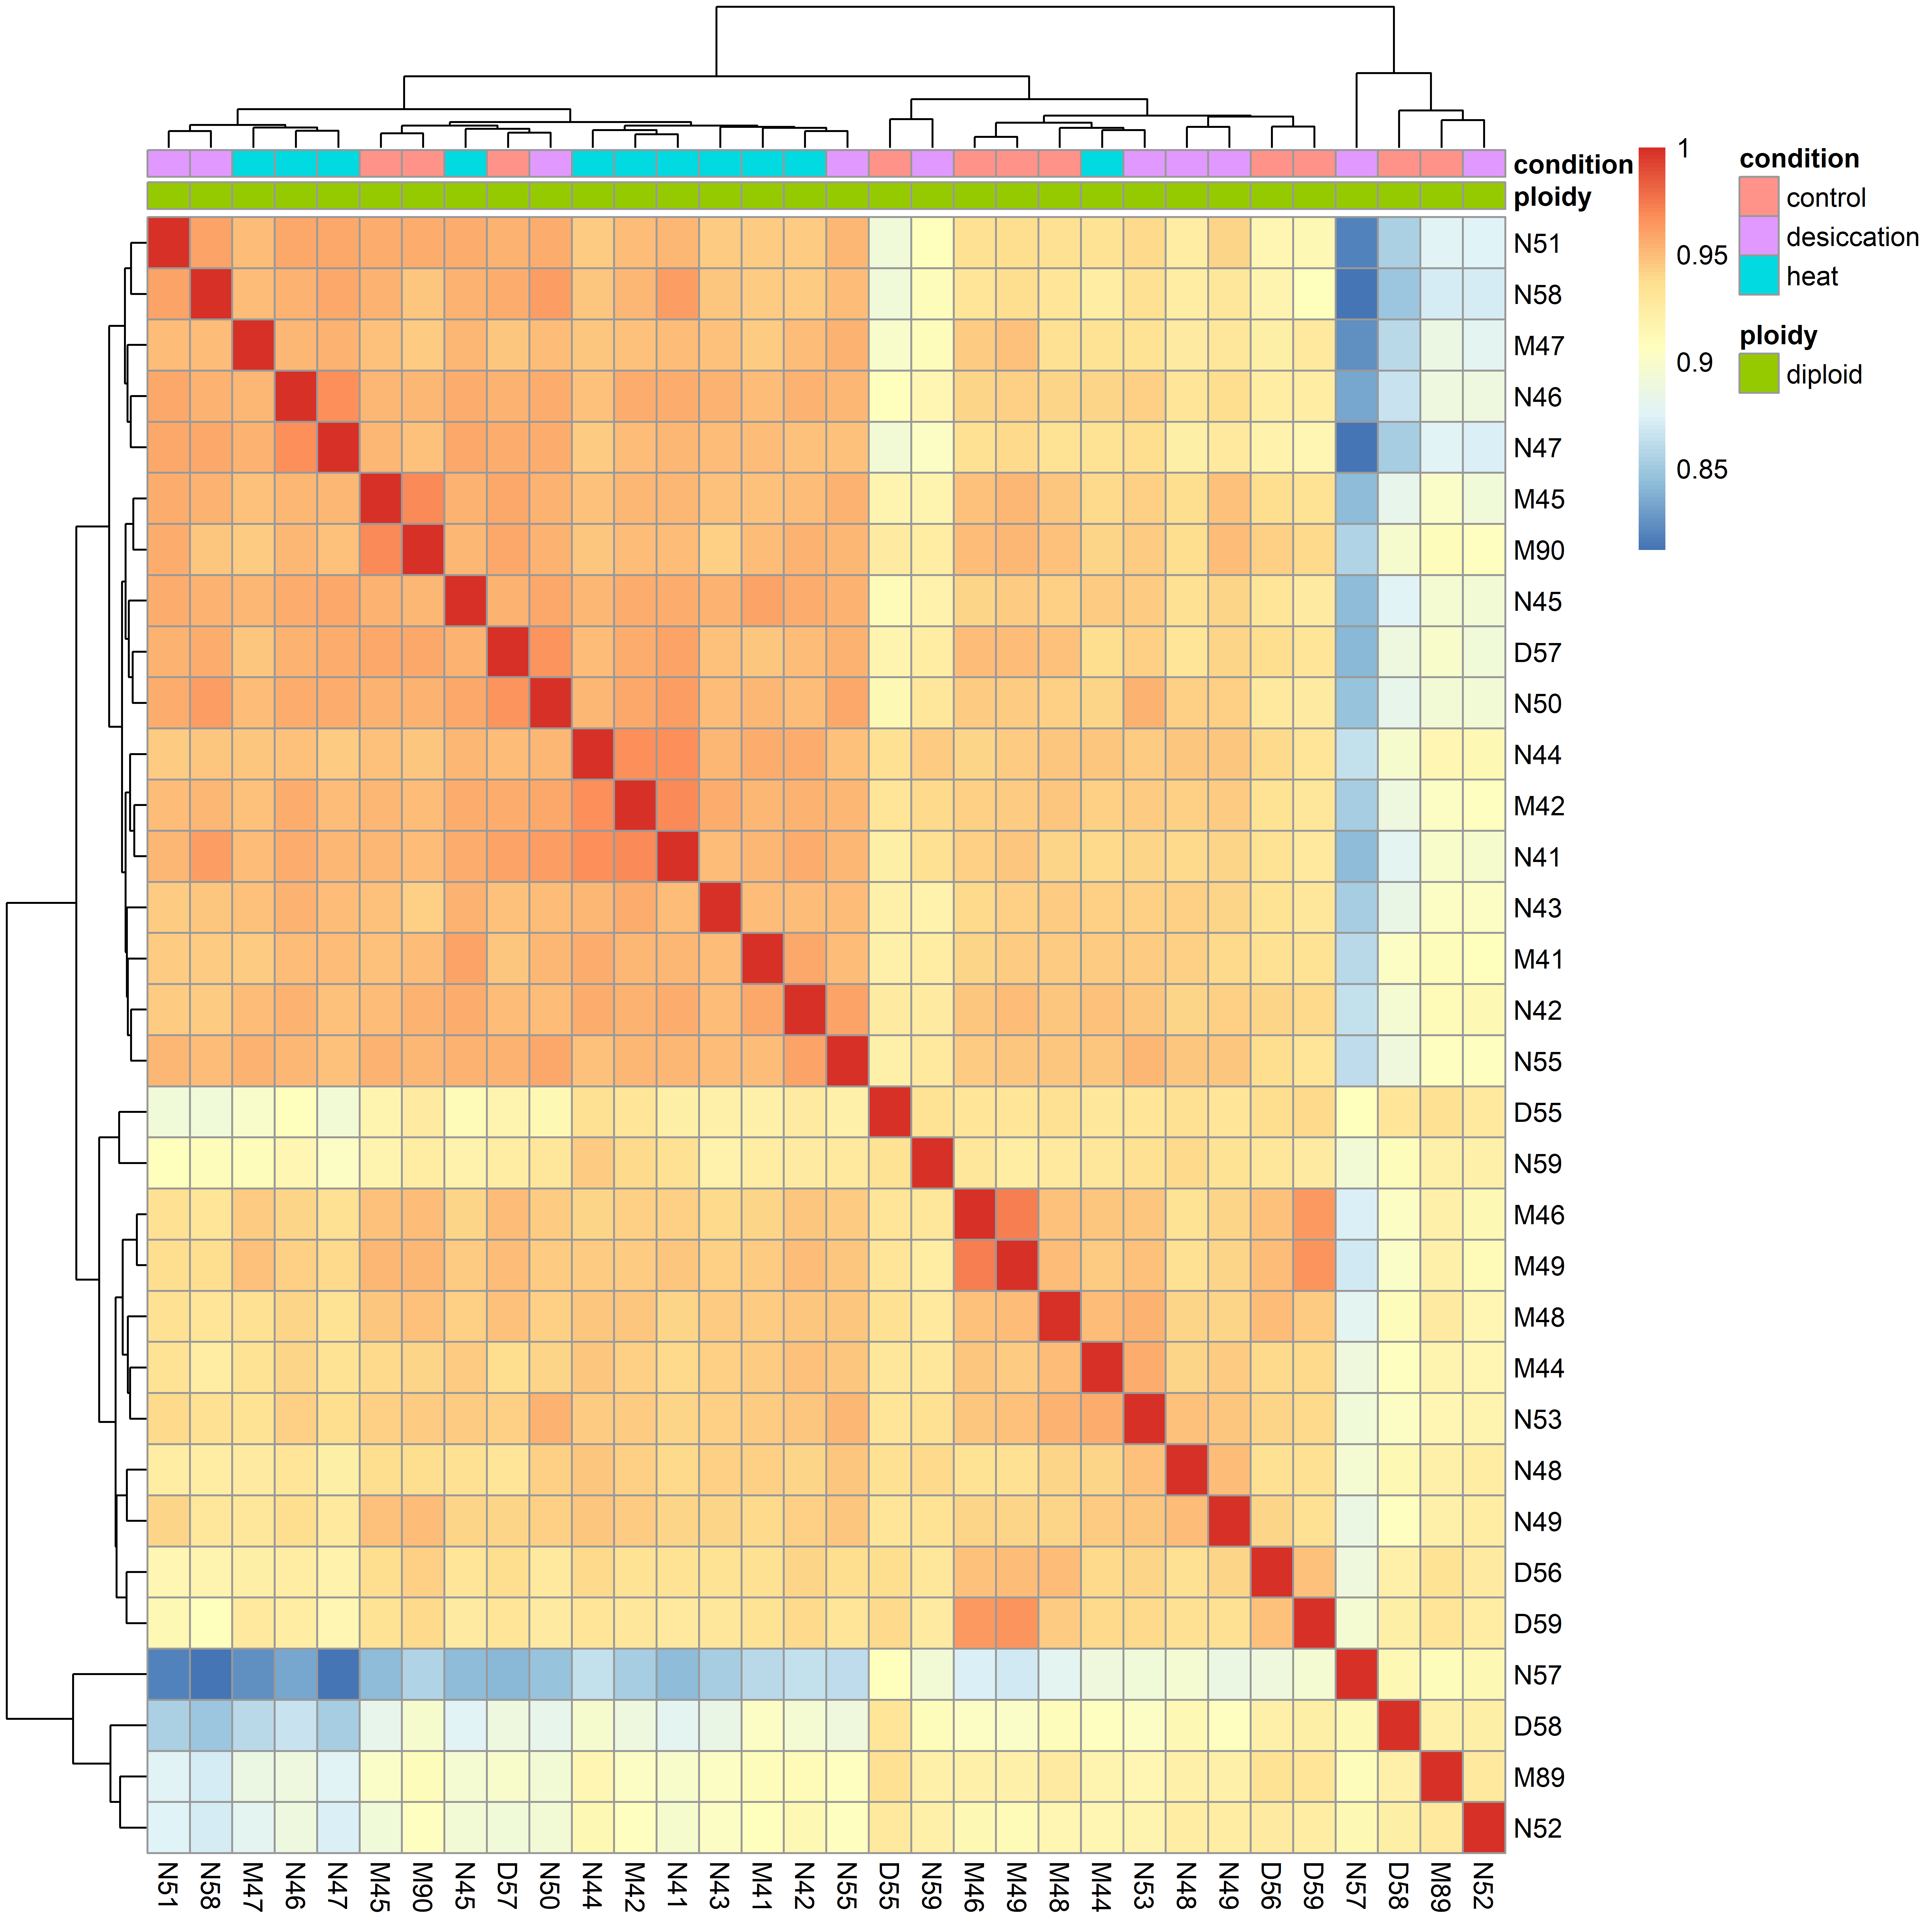 condition
ploidy
1
0.95
0.9
0.85
condition
control
desiccation
heat
ploidy
diploid
N51
N58
M47
N46
N47
M45
M90
N45
D57
N50
N44
M42
N41
N43
M41
N42
N55
D55
N59
M46
M49
M48
M44
N53
N48
N49
D56
D59
N57
D58
M89
N52
N51 N58 M47 N46 N47 M45 M90 N45 D57 N50 N44 M42 N41 N43 M41 N42 N55 D55 N59 M46 M49 M48 M44 N53 N48 N49 D56 D59 N57 D58 M89 N52